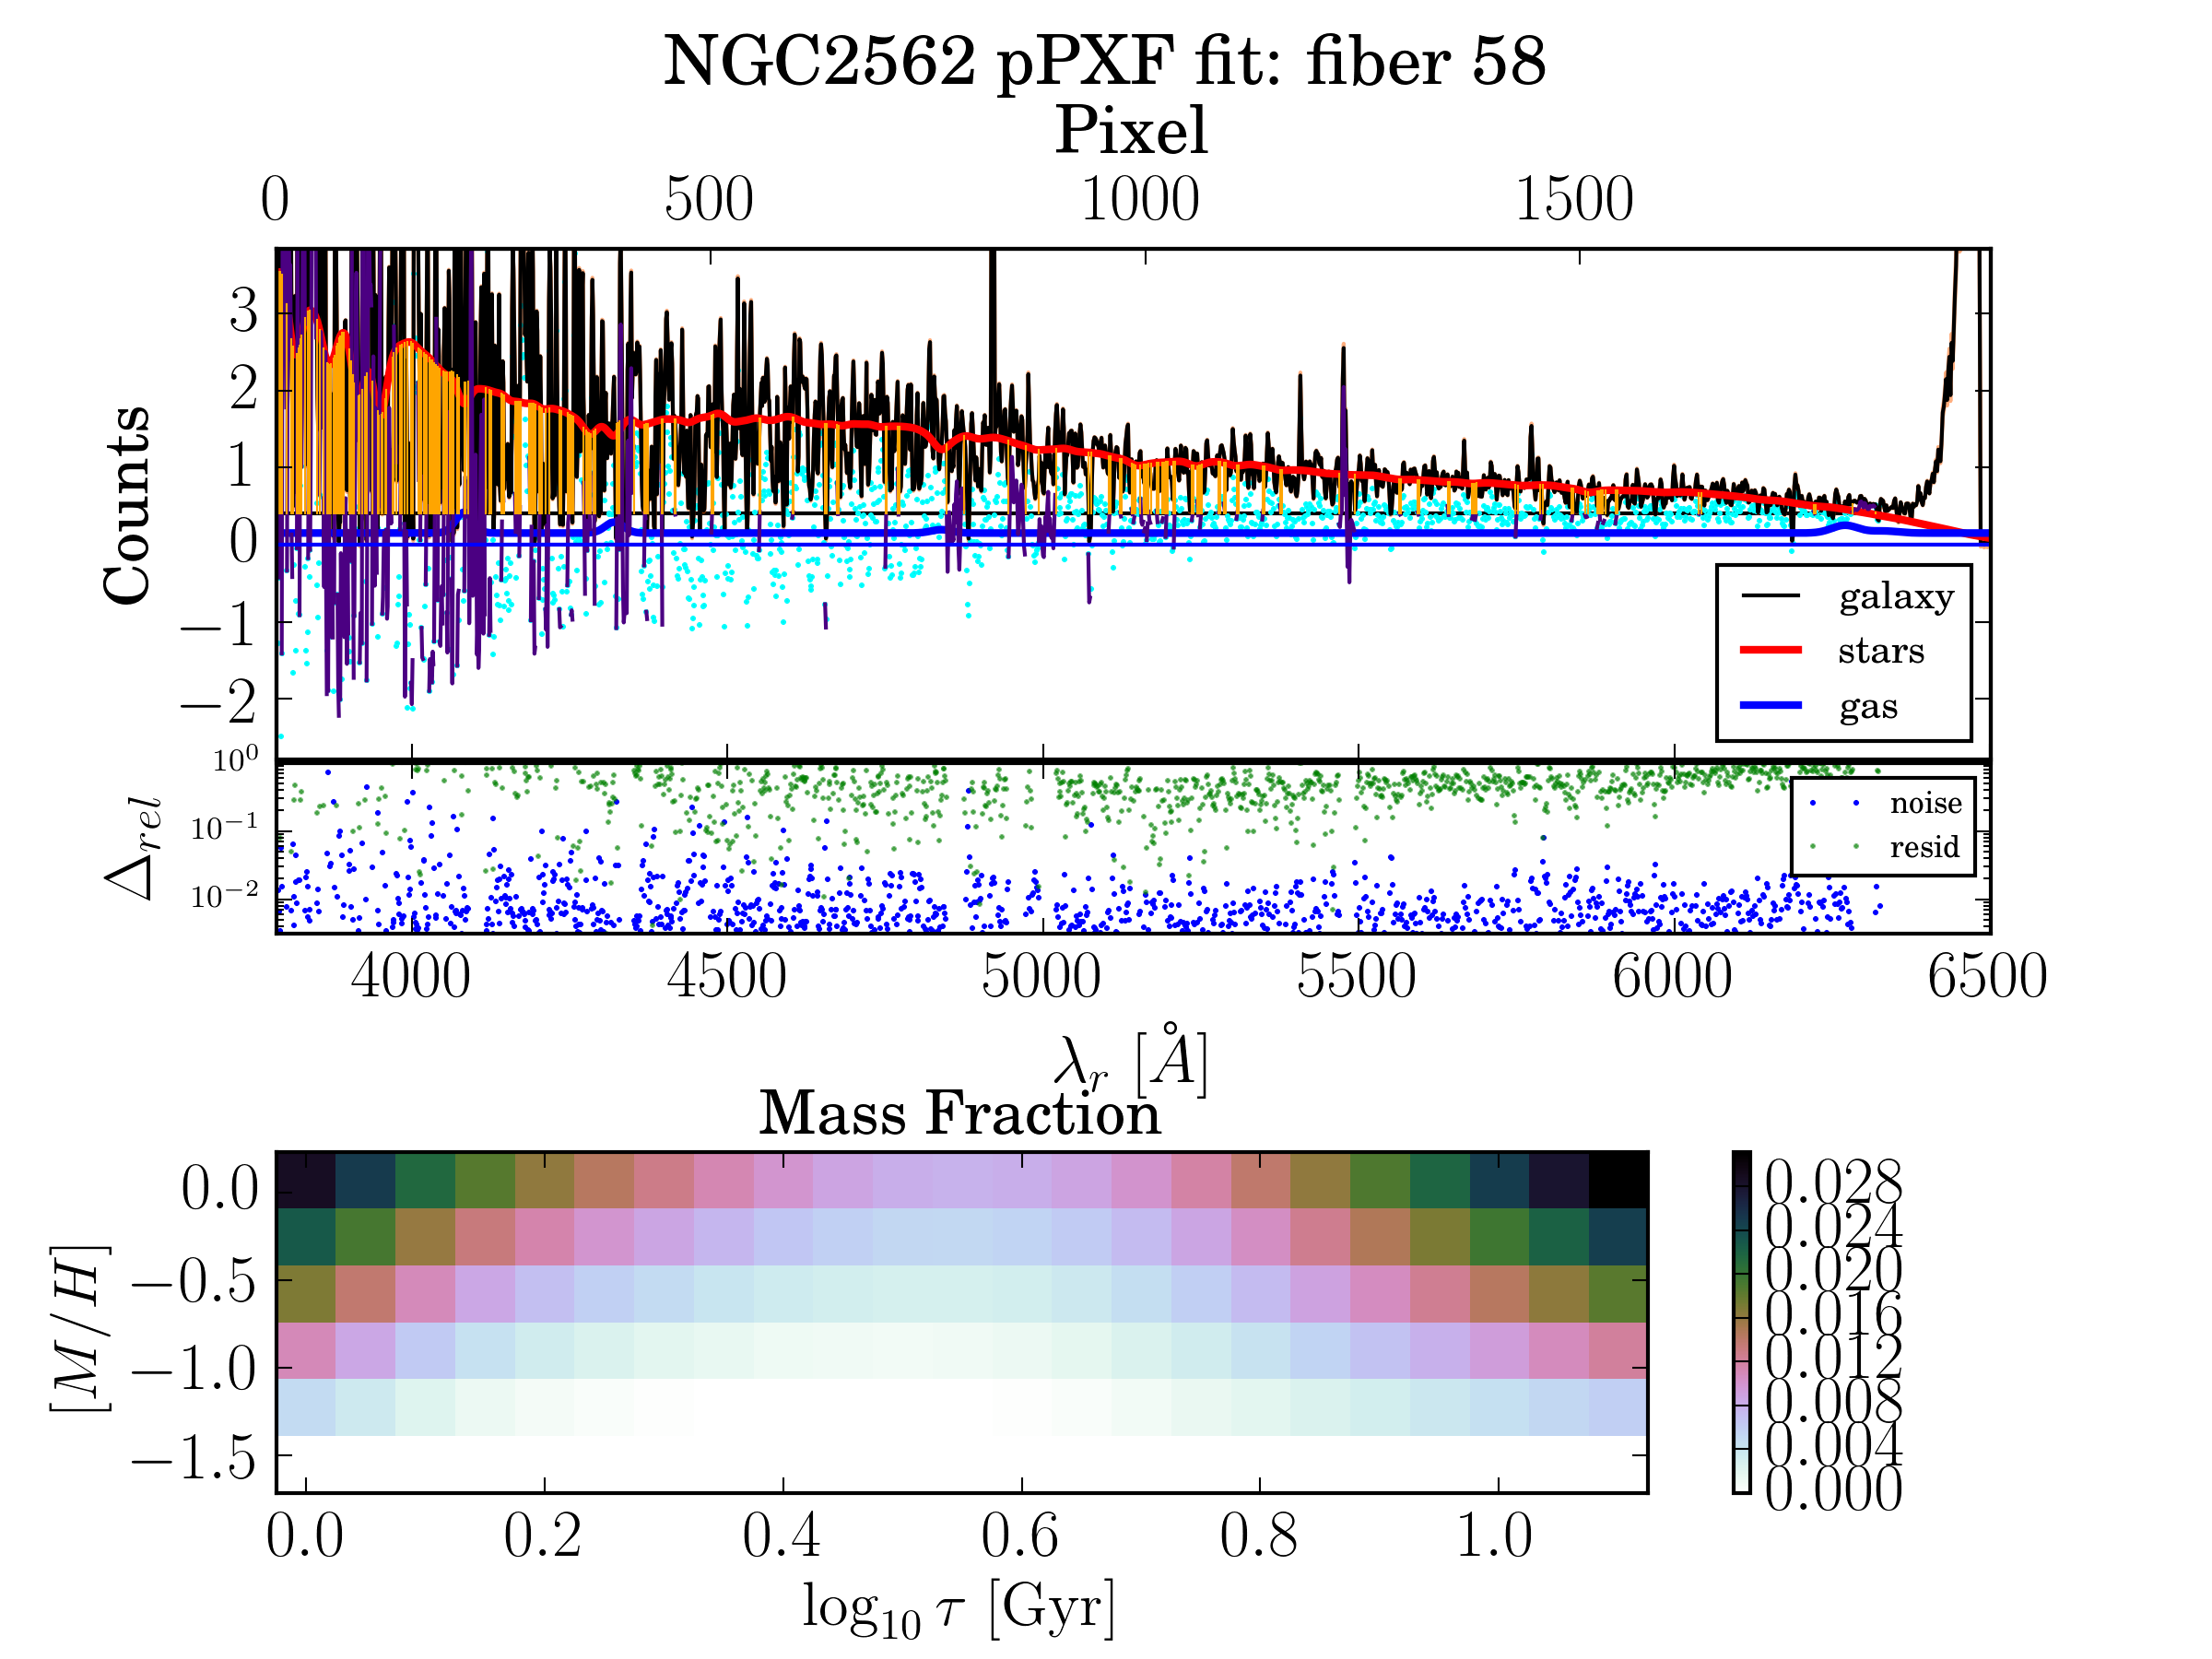 NGC2562 pPXF fit: fiber 58
Pixel
0 500 1000 1500
Counts
3
2
1
0
−1
−2
galaxy
stars
gas
Δrel
10^0
10^−1
10^−2
noise
resid
4000 4500 5000 5500 6000 6500
λr [Å]
Mass Fraction
[M/H]
0.0
−0.5
−1.0
−1.5
0.0 0.2 0.4 0.6 0.8 1.0
log10 τ [Gyr]
0.028
0.024
0.020
0.016
0.012
0.008
0.004
0.000